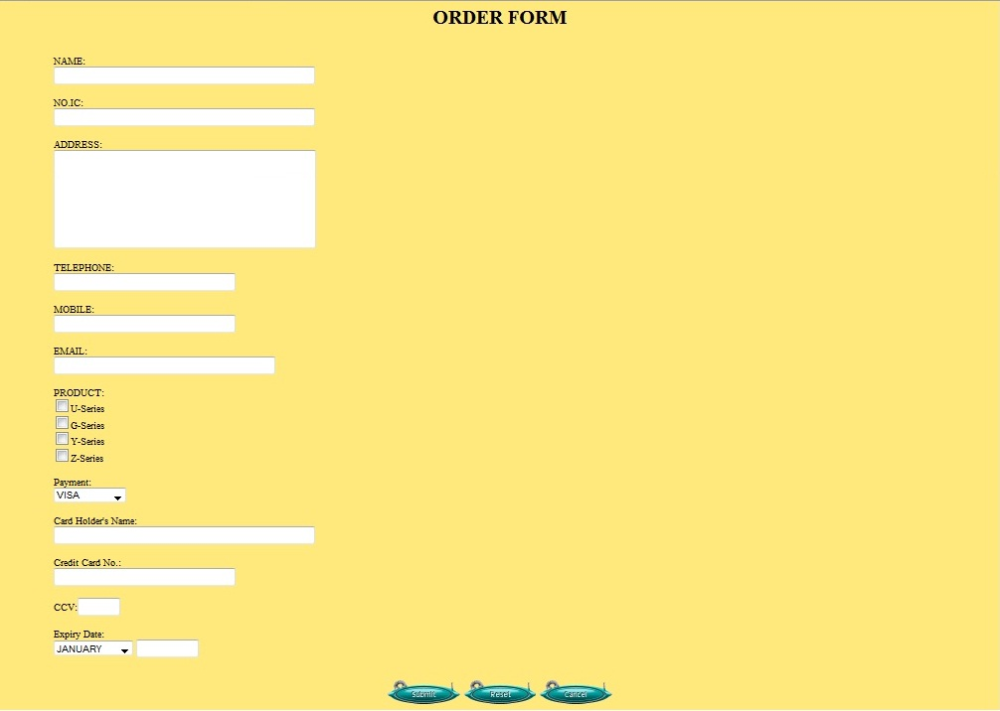 ORDER FORM
NAME:
NO.IC:
ADDRESS:
TELEPHONE:
MOBILE:
EMAIL:
PRODUCT:
U-Series
G-Series
Y-Series
Z-Series
Payment:
VISA
Card Holder's Name:
Credit Card No.:
CCV:
Expiry Date:
JANUARY
Submit Reset Cancel